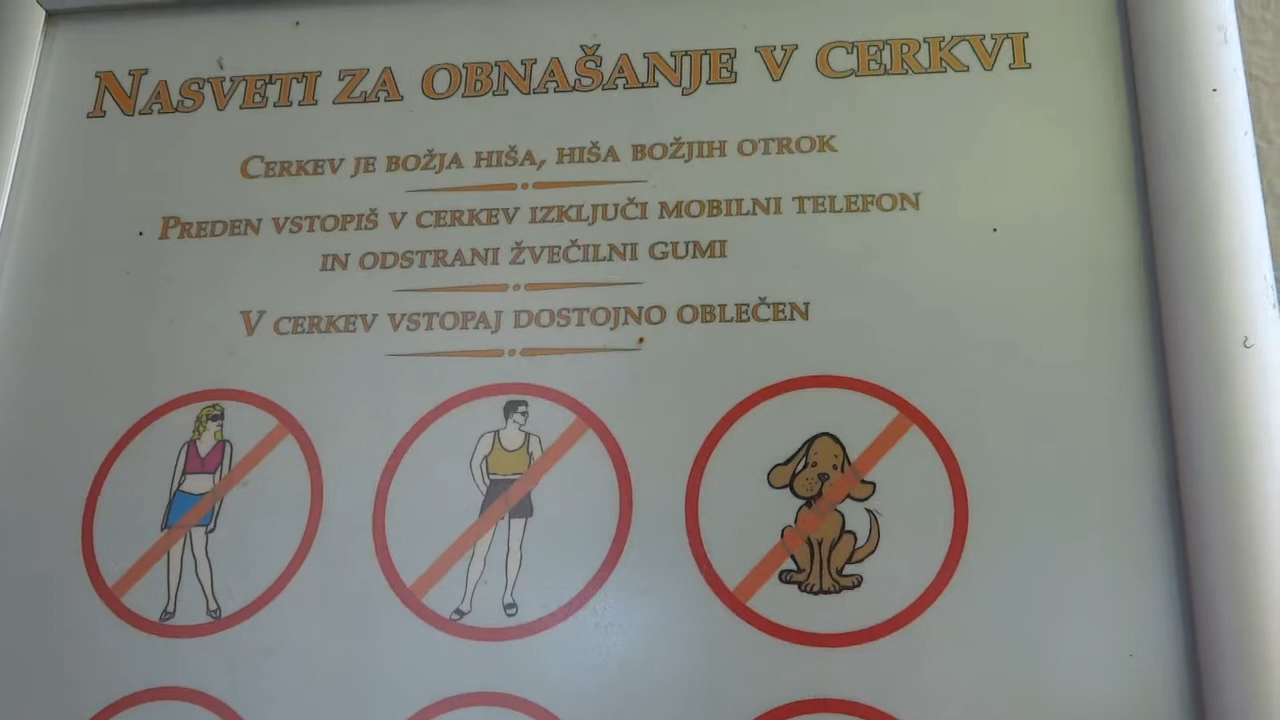 NASVETI ZA OBNAŠANJE V CERKVI
CERKEV JE BOŽJA HIŠA, HIŠA BOŽJIH OTROK
PREDEN VSTOPIŠ V CERKEV IZKLJUČI MOBILNI TELEFON
IN ODSTRANI ŽVEČILNI GUMI
V CERKEV VSTOPAJ DOSTOJNO OBLEČEN